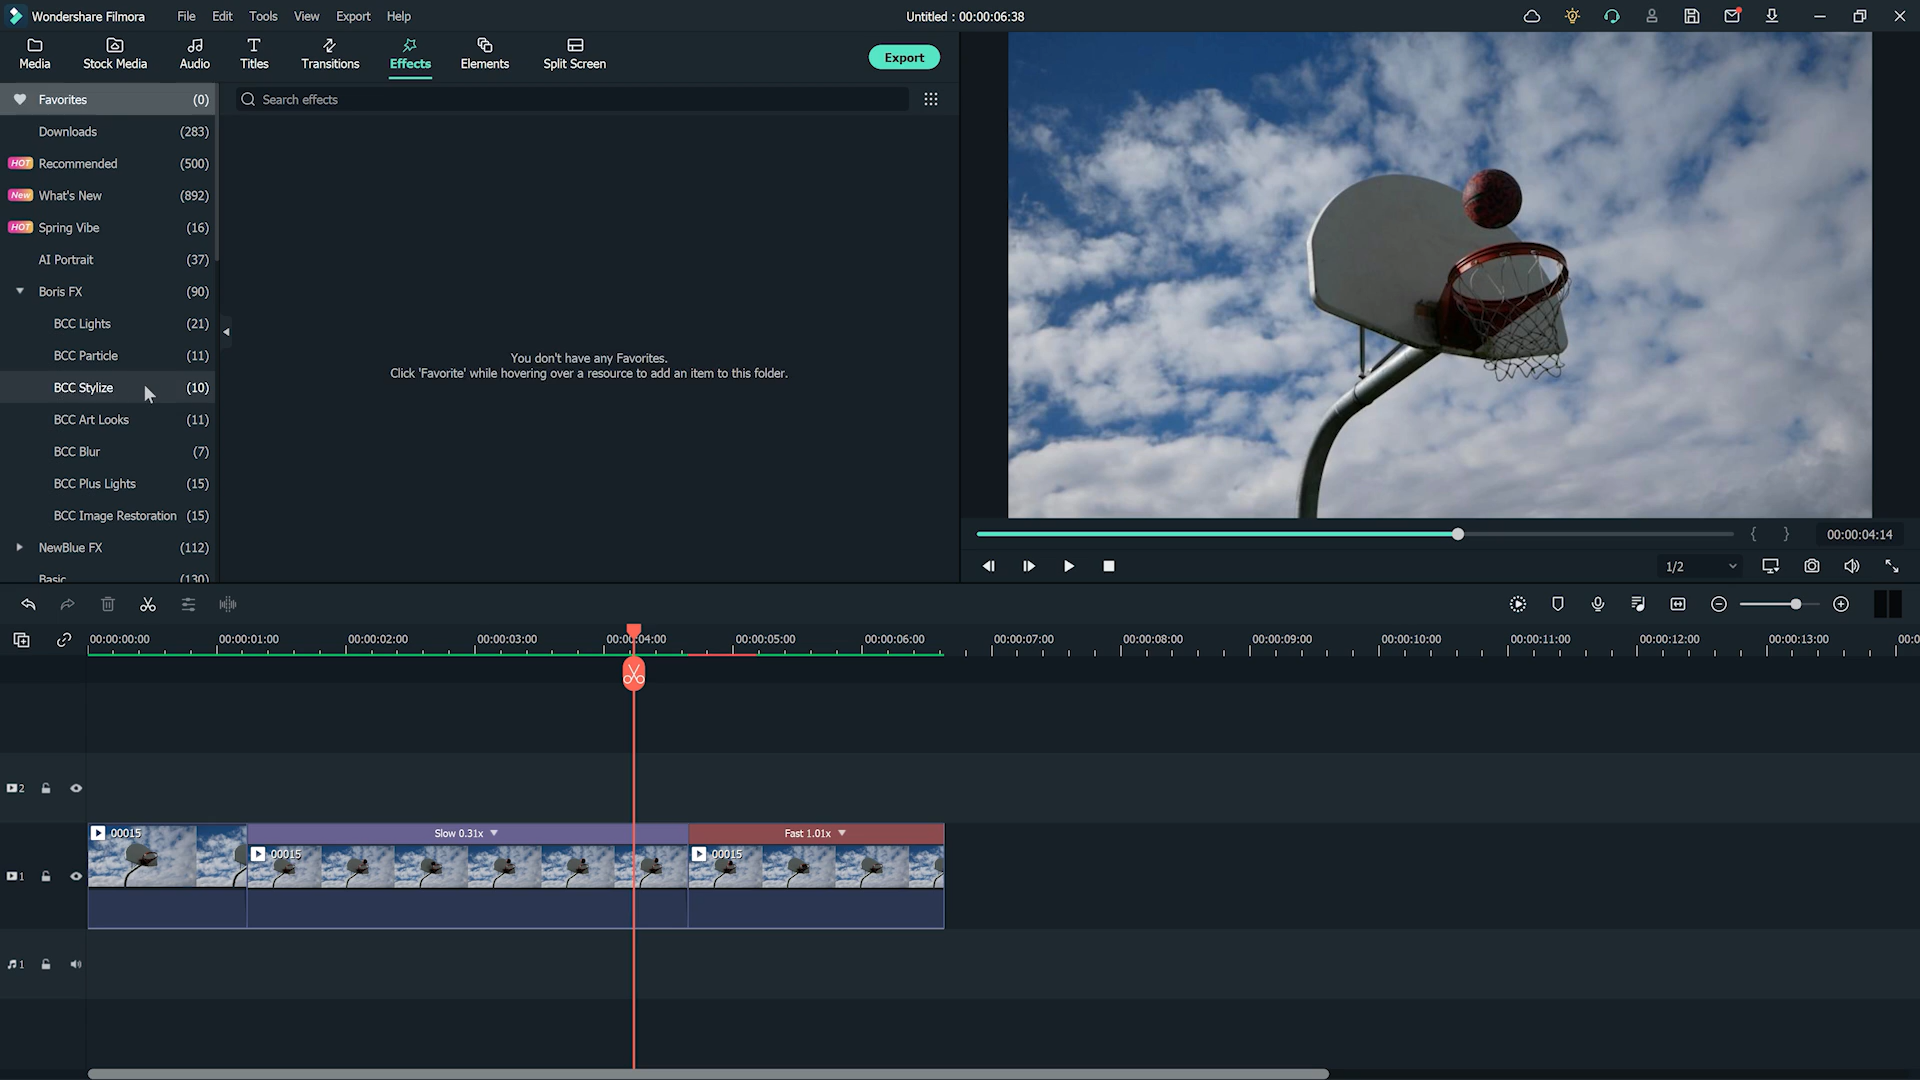 Wondershare Filmora File Edit Tools View Export Help Untitled : 00:00:06:38
Media Stock Media Audio Titles Transitions Effects Elements Split Screen Export
Favorites (0)
Search effects
Downloads (283)
HOT Recommended (500)
New What's New (892)
HOT Spring Vibe (16)
AI Portrait (37)
Boris FX (90)
BCC Lights (21)
BCC Particle (11)
BCC Stylize (10)
BCC Art Looks (11)
BCC Blur (7)
BCC Plus Lights (15)
BCC Image Restoration (15)
NewBlue FX (112)
Basic (130)
You don't have any Favorites.
Click 'Favorite' while hovering over a resource to add an item to this folder.
{ } 00:00:04:14
1/2
00:00:00:00 00:00:01:00 00:00:02:00 00:00:03:00 00:00:04:00 00:00:05:00 00:00:06:00 00:00:07:00 00:00:08:00 00:00:09:00 00:00:10:00 00:00:11:00 00:00:12:00 00:00:13:00 00:0
2
00015 Slow 0.31x Fast 1.01x
00015 00015
1
1